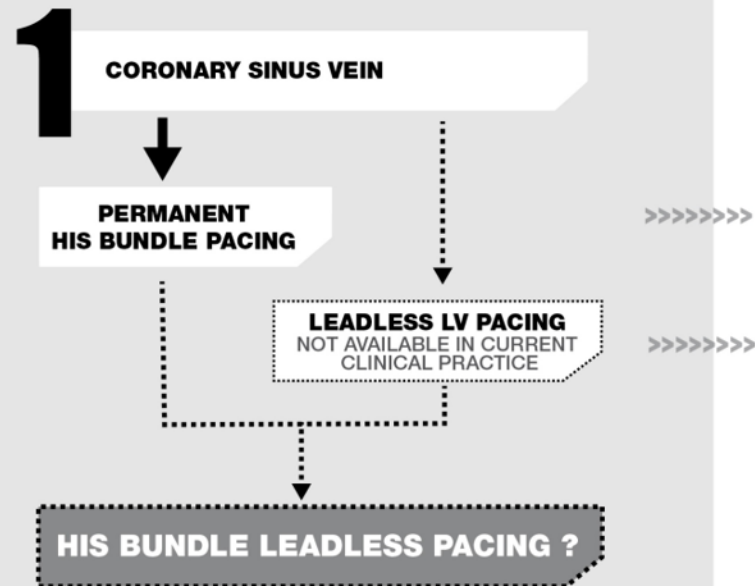 1
CORONARY SINUS VEIN
PERMANENT
HIS BUNDLE PACING
>>>>>>>>
LEADLESS LV PACING
NOT AVAILABLE IN CURRENT
CLINICAL PRACTICE
>>>>>>>>
HIS BUNDLE LEADLESS PACING ?